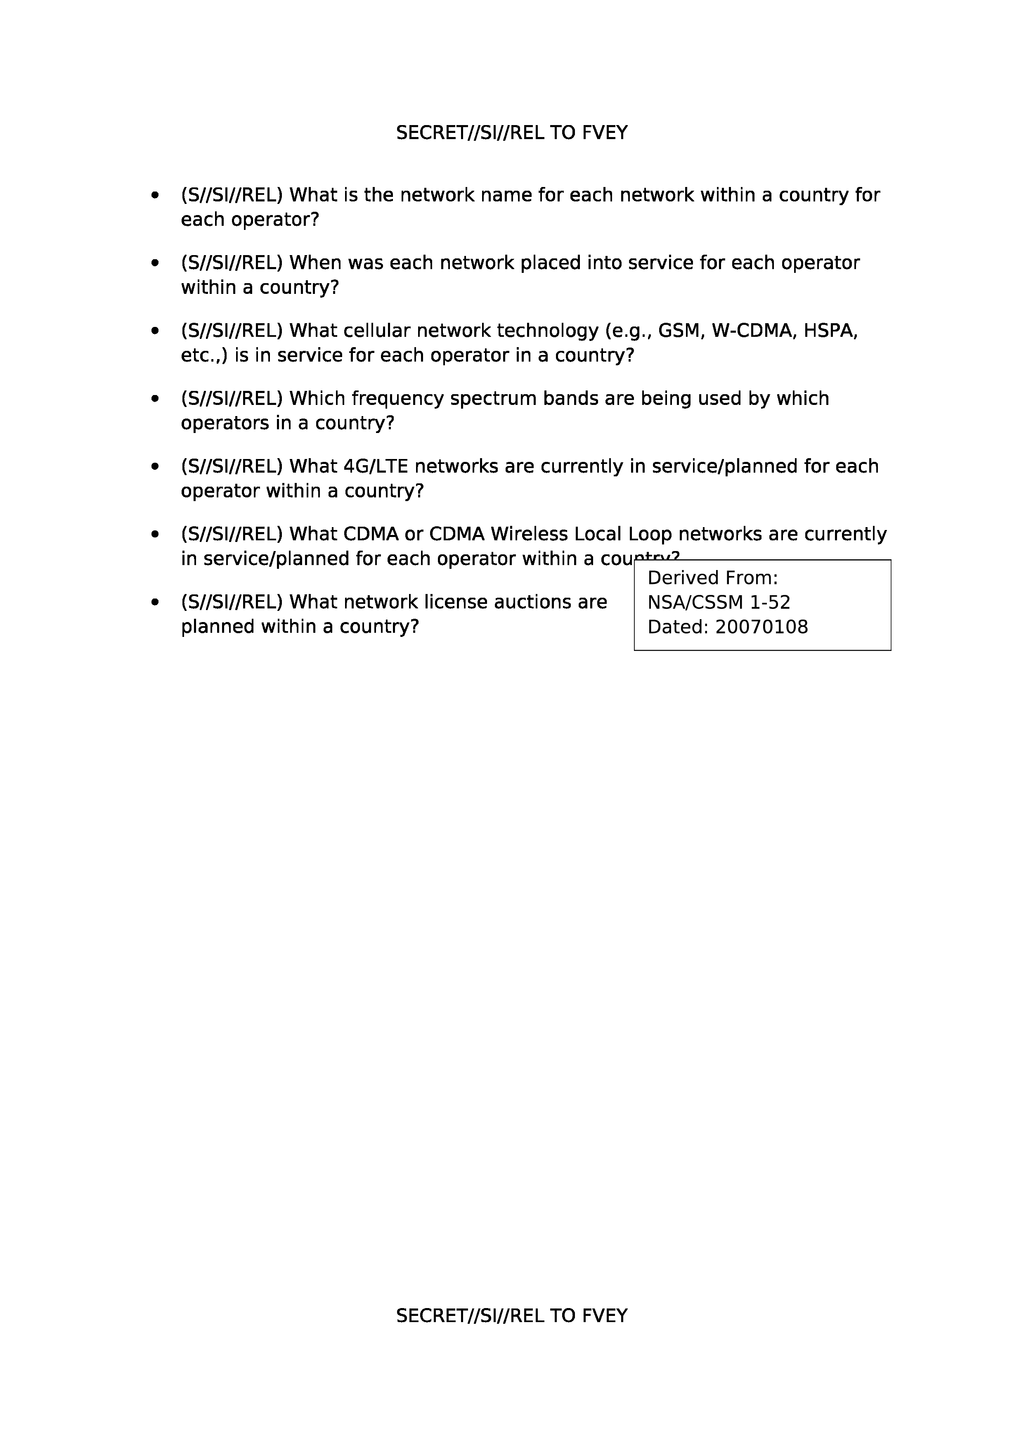 SECRET//SI//REL TO FVEY
• (S//SI//REL) What is the network name for each network within a country for
each operator?
• (S//SI//REL) When was each network placed into service for each operator
within a country?
• (S//SI//REL) What cellular network technology (e.g., GSM, W-CDMA, HSPA,
etc.,) is in service for each operator in a country?
• (S//SI//REL) Which frequency spectrum bands are being used by which
operators in a country?
• (S//SI//REL) What 4G/LTE networks are currently in service/planned for each
operator within a country?
• (S//SI//REL) What CDMA or CDMA Wireless Local Loop networks are currently
in service/planned for each operator within a country?
• (S//SI//REL) What network license auctions are
planned within a country?
Derived From:
NSA/CSSM 1-52
Dated: 20070108
SECRET//SI//REL TO FVEY